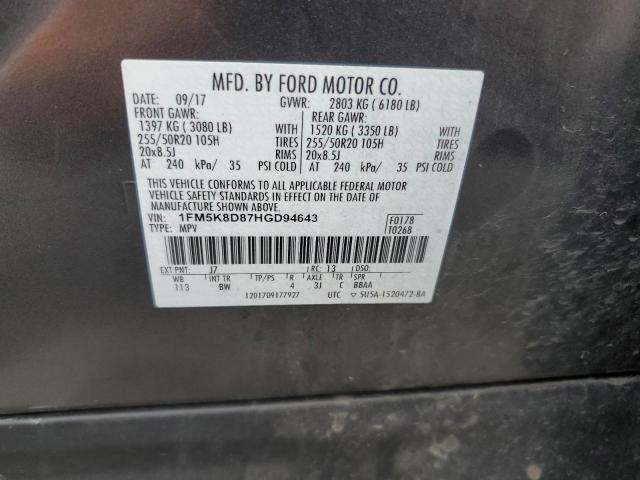 MFD. BY FORD MOTOR CO.
DATE: 09/17 GVWR: 2803 KG ( 6180 LB)
FRONT GAWR: REAR GAWR:
1397 KG ( 3080 LB) WITH 1520 KG ( 3350 LB) WITH
255/50R20 105H TIRES 255/50R20 105H TIRES
20x8.5J RIMS 20x8.5J RIMS
AT 240 kPa/ 35 PSI COLD AT 240 kPa/ 35 PSI COLD
THIS VEHICLE CONFORMS TO ALL APPLICABLE FEDERAL MOTOR
VEHICLE SAFETY STANDARDS IN EFFECT ON THE DATE OF
MANUFACTURE SHOWN ABOVE.
VIN: 1FM5K8D87HGD94643
TYPE: MPV
F0178
T0268
EXT PNT: J7 RC: 13 DSO:
WB INT TR TP/PS R AXLE TR SPR
113 BW 4 3J C BBAA
1201709177927 UTC 5U5A-1520472-BA